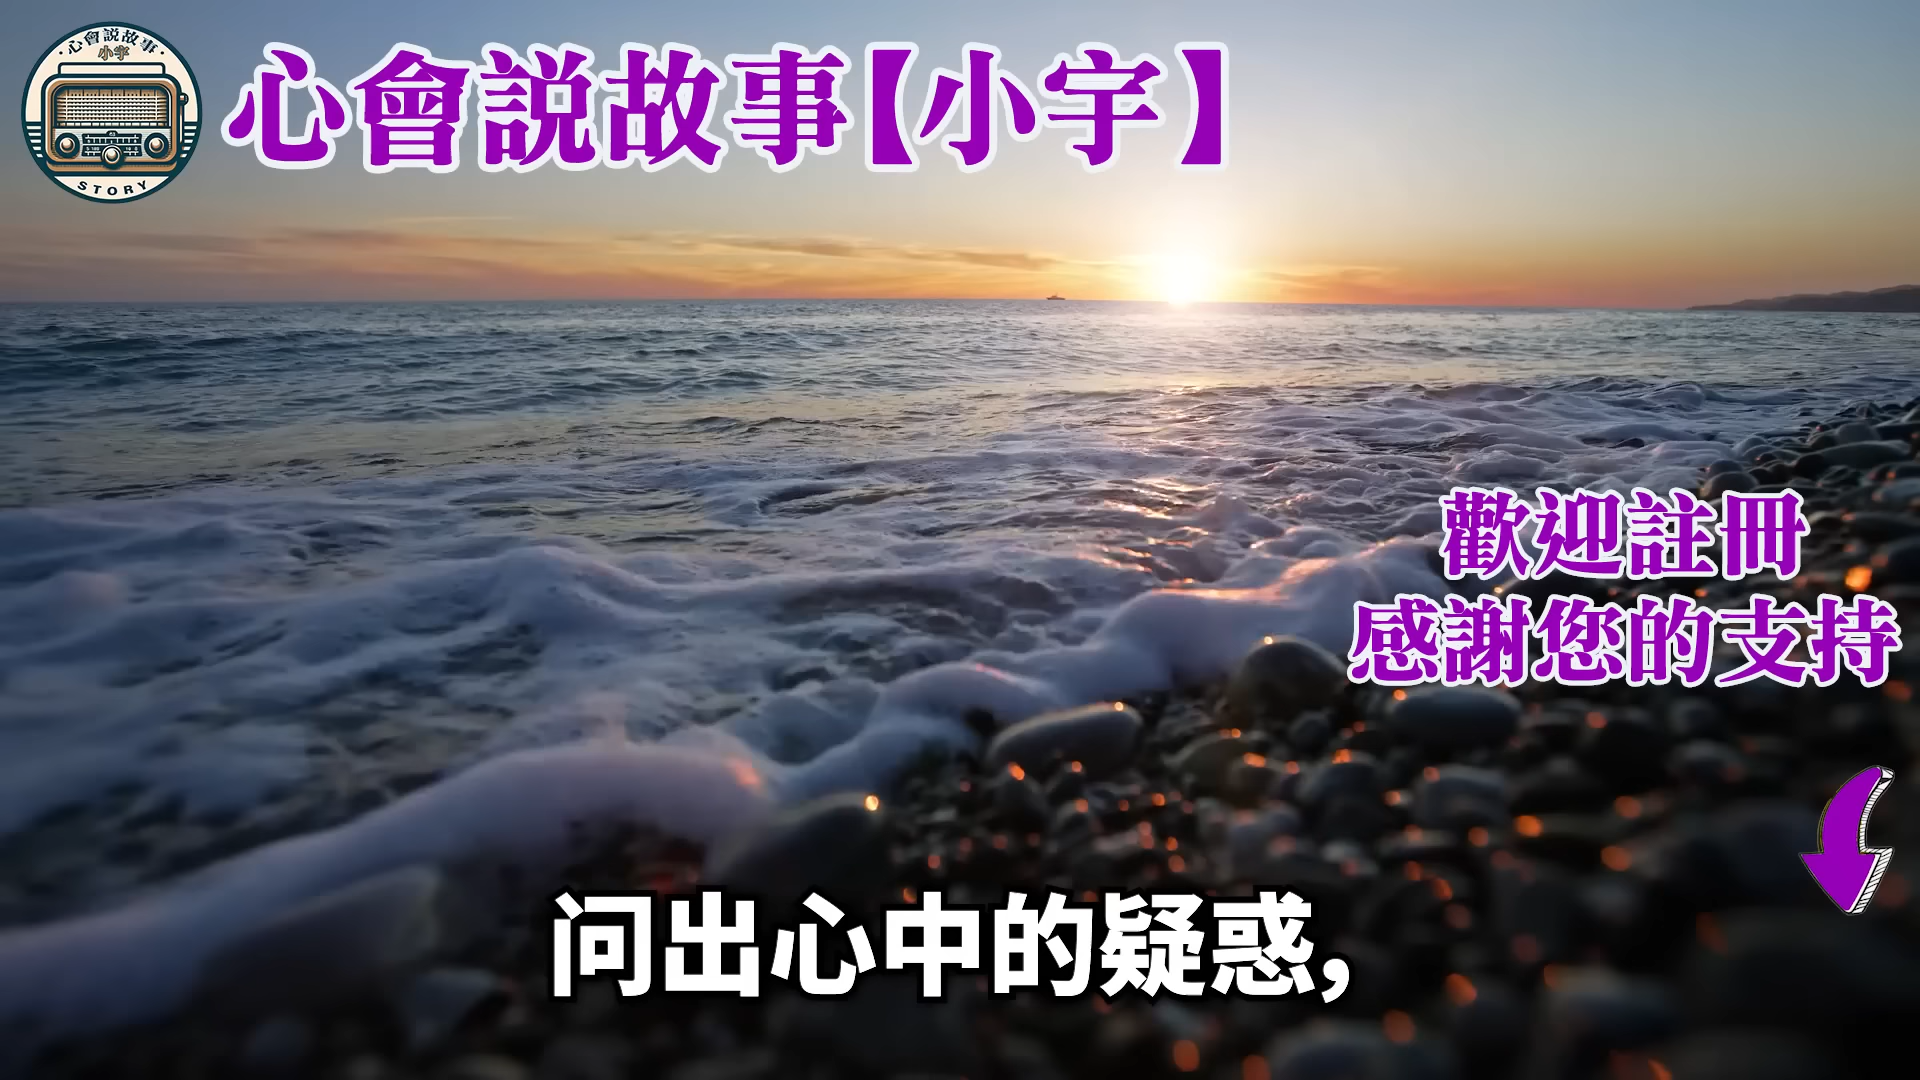 心會説故事
小宇
STORY
心會説故事【小宇】
歡迎註冊
感謝您的支持
问出心中的疑惑,